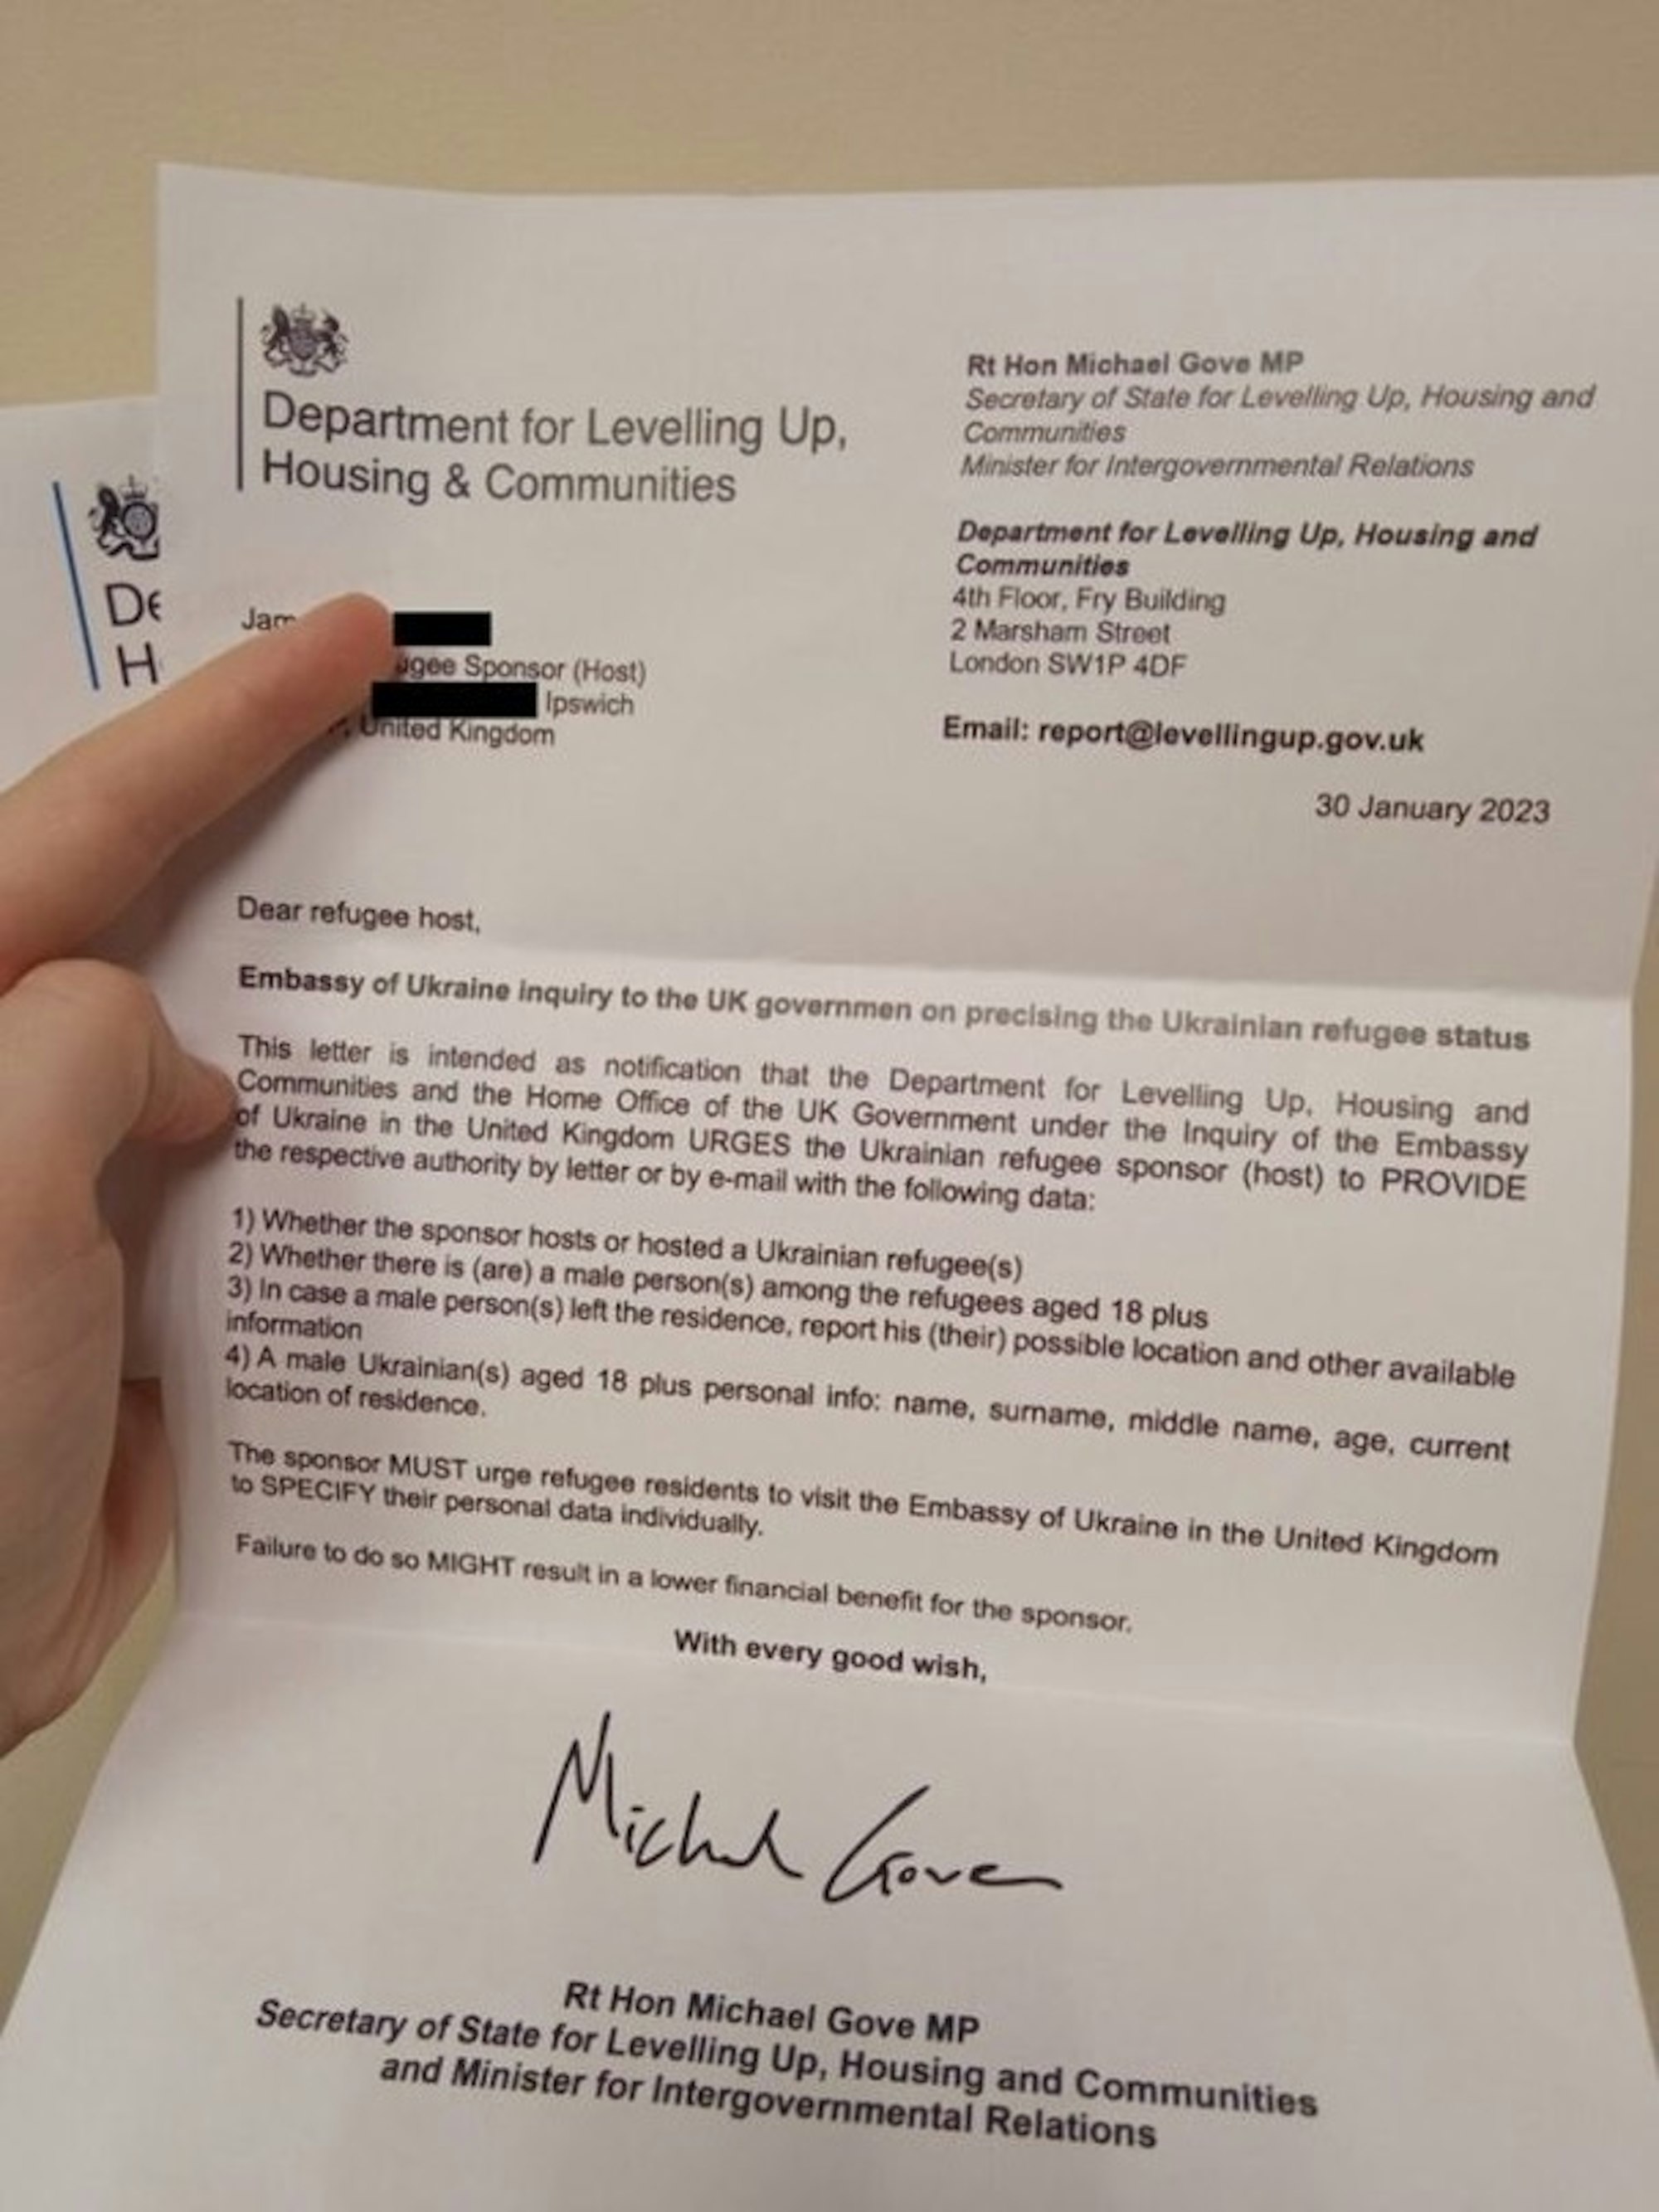 Department for Levelling Up,
Housing & Communities
Rt Hon Michael Gove MP
Secretary of State for Levelling Up, Housing and
Communities
Minister for Intergovernmental Relations
Department for Levelling Up, Housing and
Communities
4th Floor, Fry Building
2 Marsham Street
London SW1P 4DF
Email: report@levellingup.gov.uk
30 January 2023
De
H
Jam
ugee Sponsor (Host)
Ipswich
United Kingdom
Dear refugee host,
Embassy of Ukraine inquiry to the UK governmen on precising the Ukrainian refugee status
This letter is intended as notification that the Department for Levelling Up, Housing and
Communities and the Home Office of the UK Government under the Inquiry of the Embassy
of Ukraine in the United Kingdom URGES the Ukrainian refugee sponsor (host) to PROVIDE
the respective authority by letter or by e-mail with the following data:
1) Whether the sponsor hosts or hosted a Ukrainian refugee(s)
2) Whether there is (are) a male person(s) among the refugees aged 18 plus
3) In case a male person(s) left the residence, report his (their) possible location and other available
information
4) A male Ukrainian(s) aged 18 plus personal info: name, surname, middle name, age, current
location of residence.
The sponsor MUST urge refugee residents to visit the Embassy of Ukraine in the United Kingdom
to SPECIFY their personal data individually.
Failure to do so MIGHT result in a lower financial benefit for the sponsor.
With every good wish,
Michael Gove
Rt Hon Michael Gove MP
Secretary of State for Levelling Up, Housing and Communities
and Minister for Intergovernmental Relations